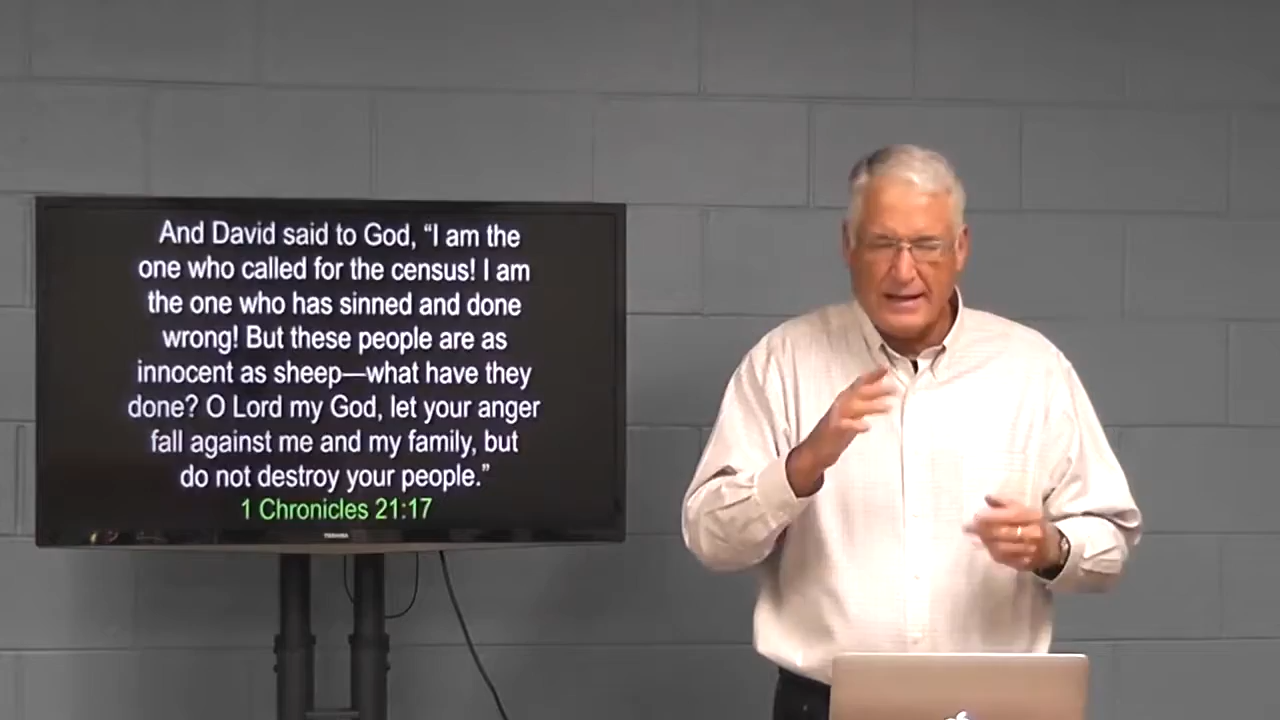 And David said to God, “I am the
one who called for the census! I am
the one who has sinned and done
wrong! But these people are as
innocent as sheep—what have they
done? O Lord my God, let your anger
fall against me and my family, but
do not destroy your people.”
1 Chronicles 21:17
TOSHIBA